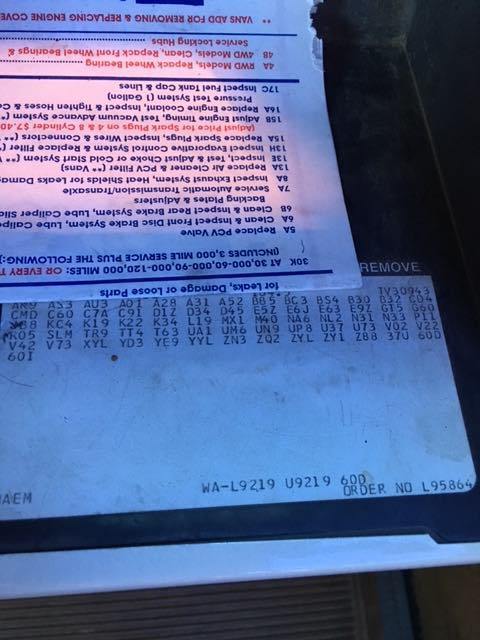 for Leaks, Damage or Loose Parts
30K AT 30,000-60,000-90,000-120,000 MILES: OR EVERY
(INCLUDES 3,000 MILE SERVICE PLUS THE FOLLOWING:)
5A Replace PCV Valve
6A Clean & Inspect Front Disc Brake System, Lube
6B Clean & Inspect Rear Brake System, Lube Caliper
Backing Plates & Adjusters
7A Service Automatic Transmission/Transaxle
8A Inspect Exhaust System, Heat Shields for Leaks
13A Replace Air Cleaner & PCV Filter (** Vans)
13E Inspect, Test & Adjust Choke or Cold Start System (**
13H Inspect Evaporative Control System & Replace Filter
15A Replace Spark Plugs, Inspect Wires & Connectors (**
(Adjust Price for Spark Plugs on 4 & 8 Cylinder $7.40
15B Adjust Engine Timing, Test Vacuum Advance System
16A Replace Engine Coolant, Inspect & Tighten Hoses &
Pressure Test System (1 Gallon)
17C Inspect Fuel Tank Cap & Lines
4A RWD Models, Repack Wheel Bearing
4B 4WD Models, Clean, Repack Front Wheel Bearings &
Service Locking Hubs
** VANS ADD FOR REMOVING & REPLACING ENGINE
REMOVE
TV30943
AR9 AS3 AU3 A01 A28 A31 A52 BB5 BC3 BS4 B30 B32 C04
CMD C60 C7A C91 D1Z D34 D45 E5Z E6J E63 E9Z GT5 G60
KC4 K19 K22 K34 L19 MX1 M40 NA6 NL2 N31 N33 P11
R05 SLM TR9 TT4 T63 UA1 UM6 UN9 UP8 U37 U73 V02 V22
V42 V73 XYL YD3 YE9 YYL ZN3 ZQ2 ZYL ZY1 Z88 37U 60D
60I
WA-L9219 U9219 60D
AEM ORDER NO L95864